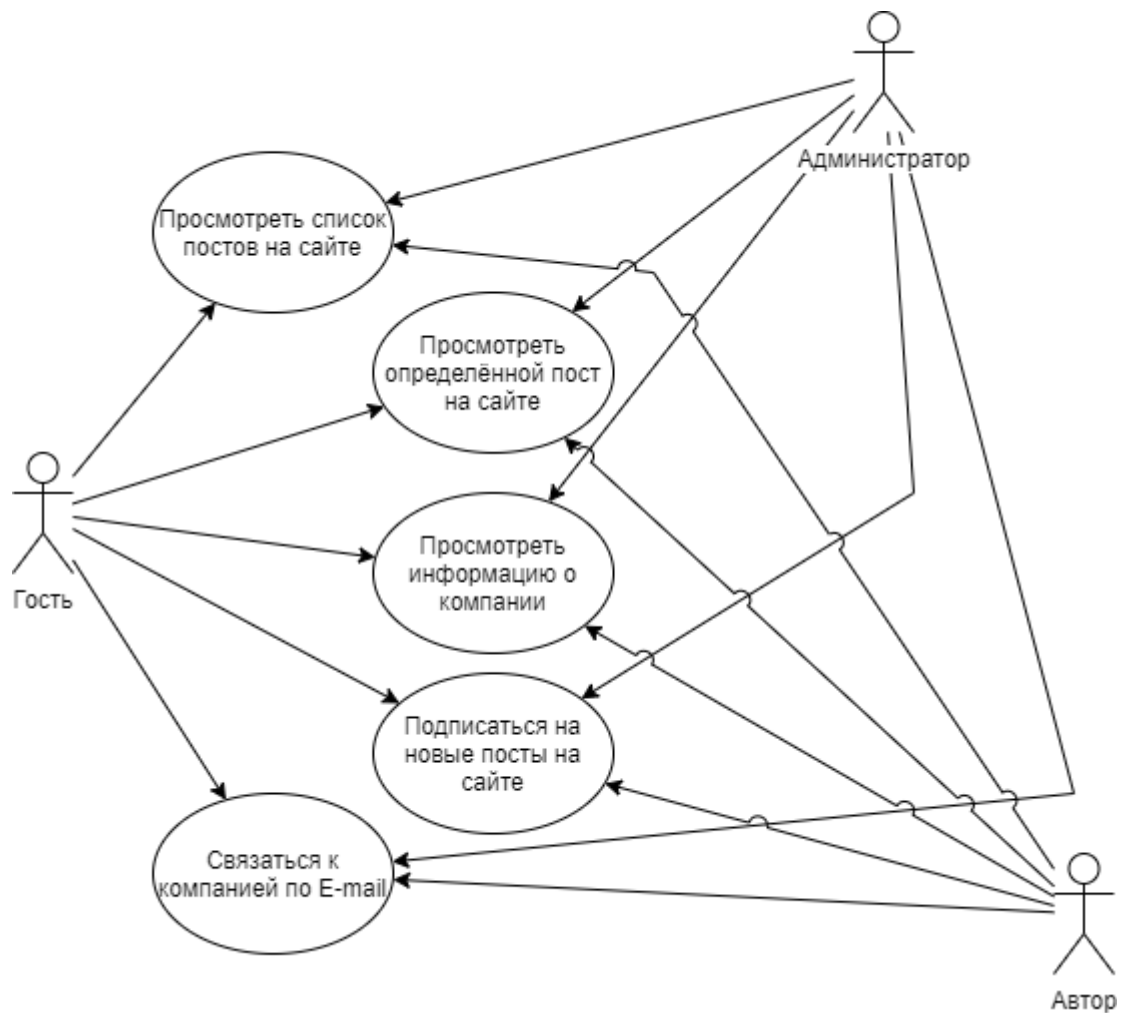 Администратор
Просмотреть список
постов на сайте
Просмотреть
определённой пост
на сайте
Просмотреть
информацию о
компании
Гость
Подписаться на
новые посты на
сайте
Связаться к
компанией по E-mail
Автор